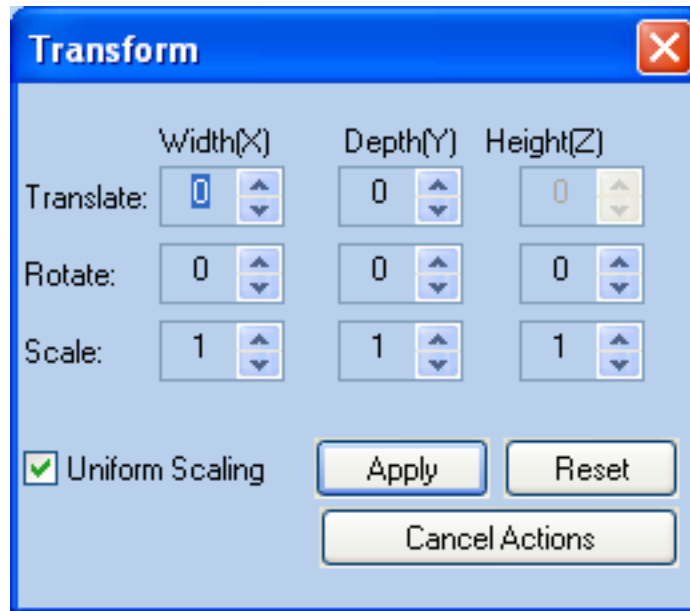 Transform
Width(X) Depth(Y) Height(Z)
Translate: 0 0 0
Rotate: 0 0 0
Scale: 1 1 1
Uniform Scaling Apply Reset
Cancel Actions